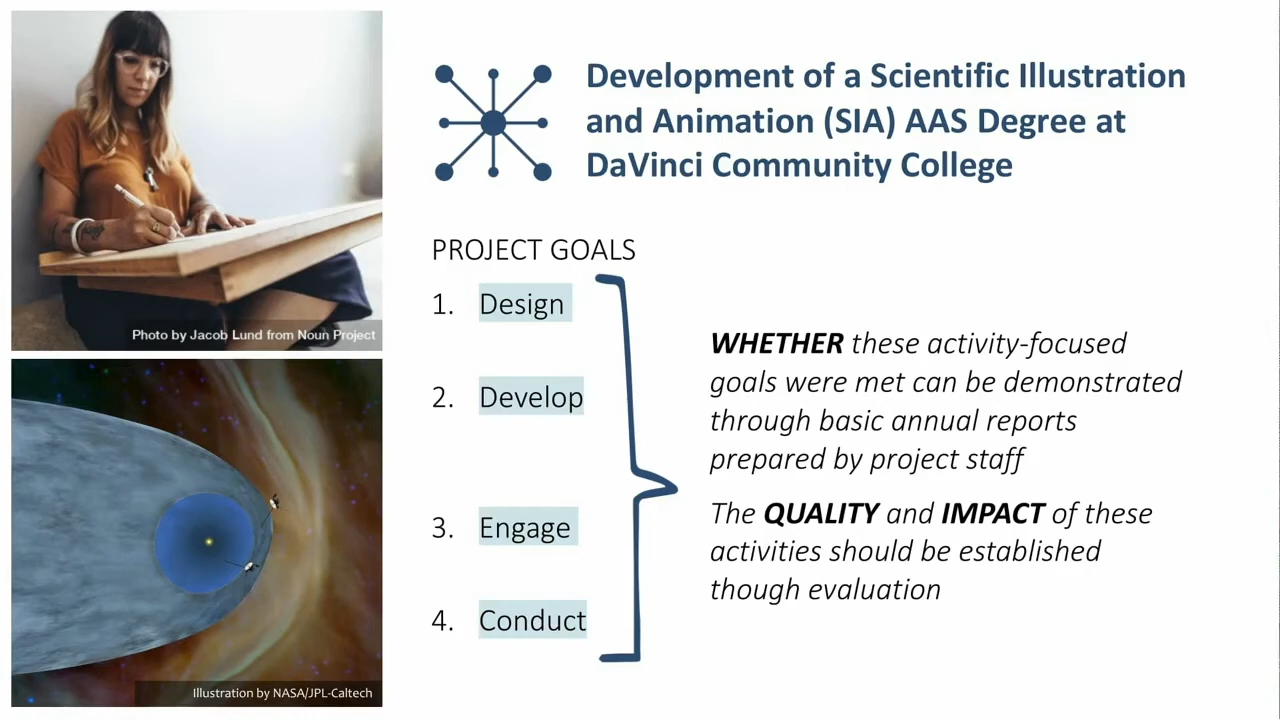 Development of a Scientific Illustration
and Animation (SIA) AAS Degree at
DaVinci Community College
PROJECT GOALS
1. Design
2. Develop
3. Engage
4. Conduct
WHETHER these activity-focused
goals were met can be demonstrated
through basic annual reports
prepared by project staff
The QUALITY and IMPACT of these
activities should be established
though evaluation
Photo by Jacob Lund from Noun Project
Illustration by NASA/JPL-Caltech